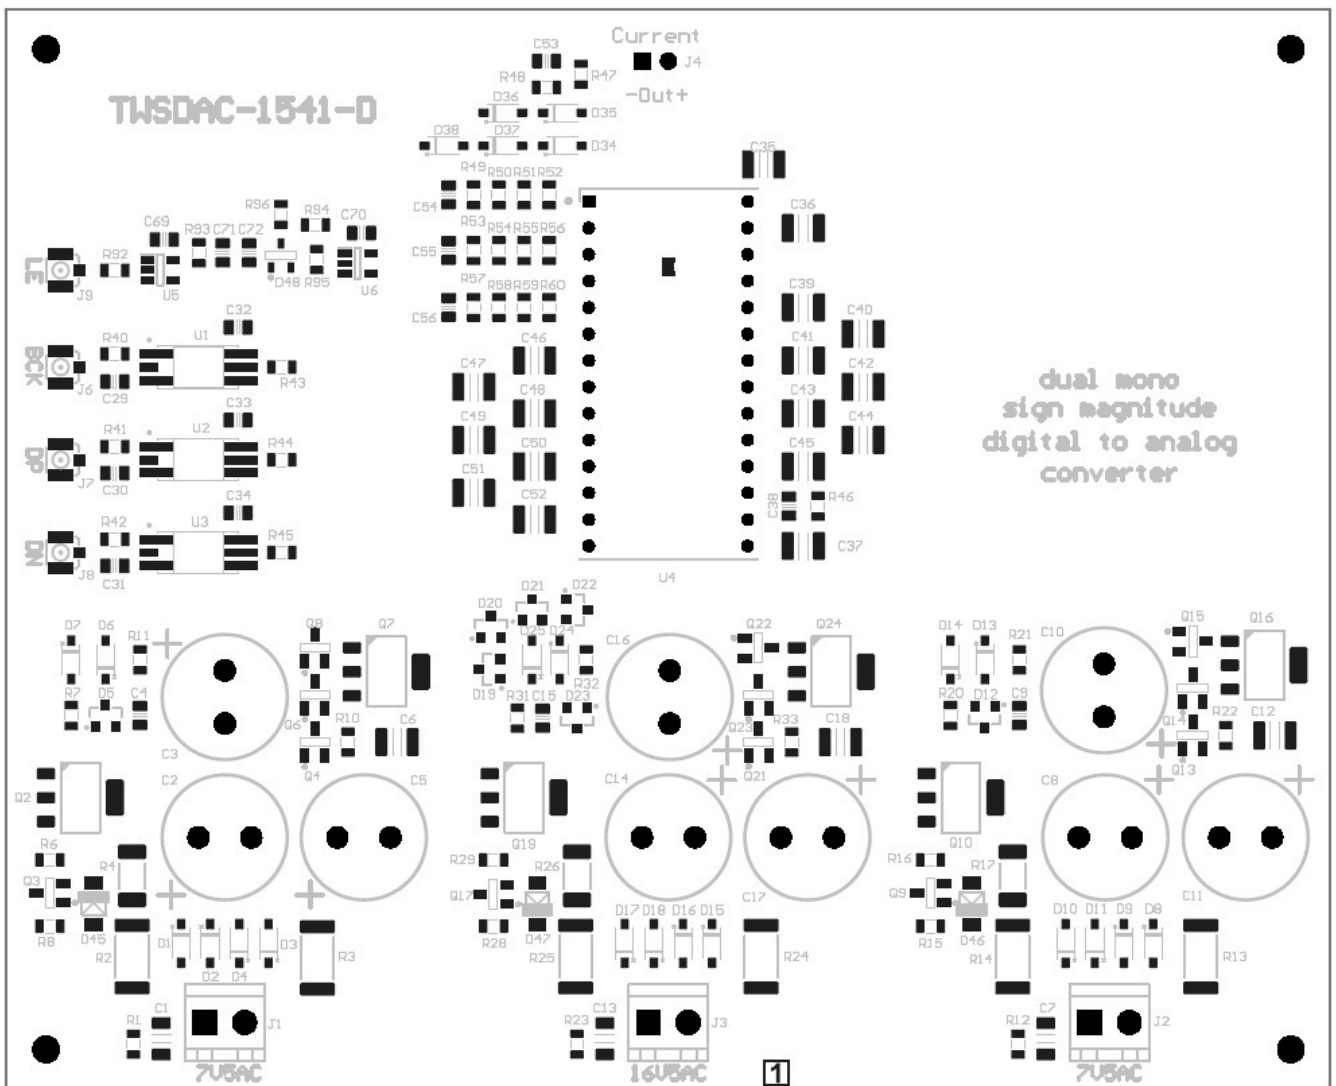 Current
C53
R48
R47
J4
-Out+
TWSDAC-1541-D
D36
D35
D38
D37
D34
C35
R49
R50 R51 R52
C54
R96
R94
C70
C36
C69
R93 C71 C72
R53
R54 R55 R56
LE
R92
C55
J9
U5
D48
R95
U6
R57
R58 R59 R60
C39
C32
C56
C40
R40
U1
C46
C41
BCK
C47
C42
J6
C29
R43
dual mono
C33
C48
C43
sign magnitude
R41
U2
R44
C49
C44
digital to analog
DP
C50
C45
converter
J7
C30
C51
C34
C52
C38
R46
R42
U3
R45
DN
C37
J8
C31
U4
D20
D21
D22
D7
D6
R11
Q8
Q7
D25 D24
C16
Q22
Q24
D14
D13
R21
C10
Q15
Q16
D19
R32
R7
D5
C4
R31 C15 D23
R20
D12
C9
Q6
R10
C6
Q23
R33
C18
Q14
R22
C12
C3
Q4
Q21
Q13
C2
C5
Q19
C14
C8
Q2
Q10
R6
R4
R29
R26
R16
R17
Q3
Q17
C17
Q9
C11
R8
D45
D1
D3
R28
D47
D17 D18 D16 D15
R15
D46
D10 D11 D9 D8
R2
R3
R25
R24
R14
R13
D2 D4
R1
C1
J1
R23
C13
J3
R12
C7
J2
7V5AC
16V5AC
1
7V5AC